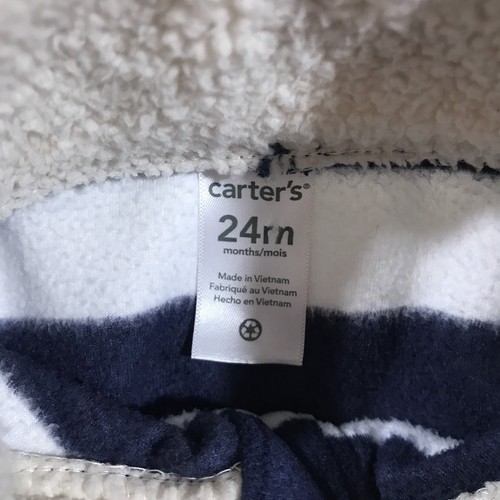 carter's®
24m
months/mois
Made in Vietnam
Fabriqué au Vietnam
Hecho en Vietnam